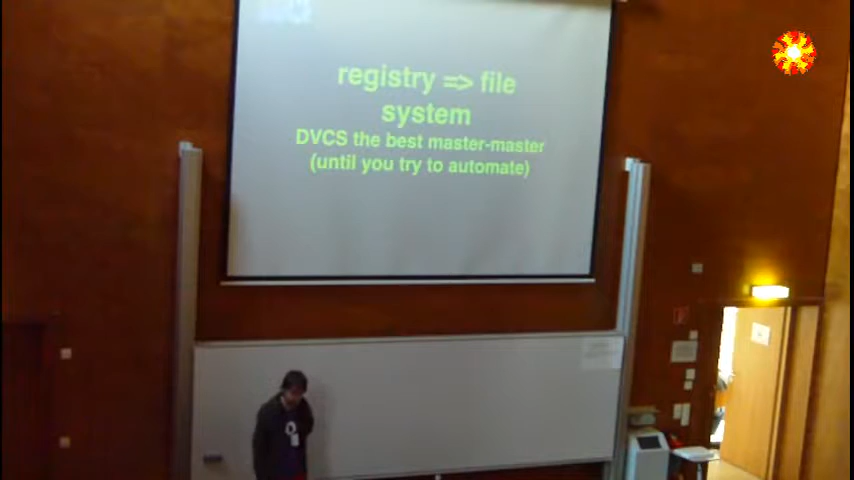 registry => file
system
DVCS the best master-master
(until you try to automate)